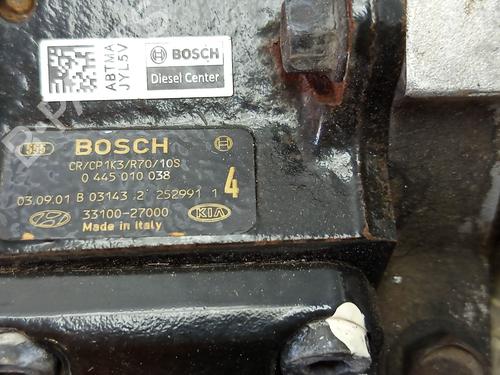 ABTMA
JYL5V
BOSCH
Diesel Center
555
BOSCH
CR/CP1K3/R70/10S
0 445 010 038
03.09.01 B 03143 2 252991 1
4
33100-27000
KIA
Made in Italy